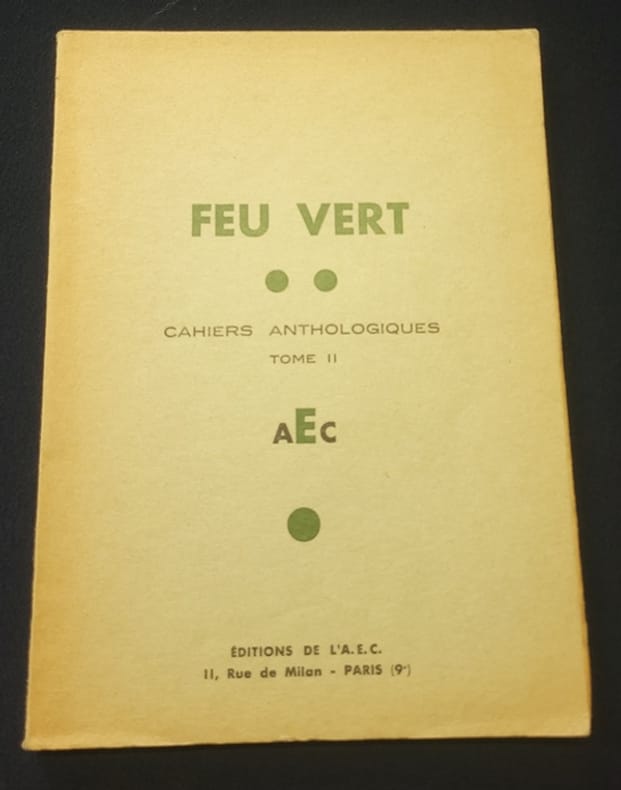 FEU VERT
CAHIERS ANTHOLOGIQUES
TOME II
AEC
ÉDITIONS DE L'A.E.C.
11, Rue de Milan - PARIS (9ᵉ)